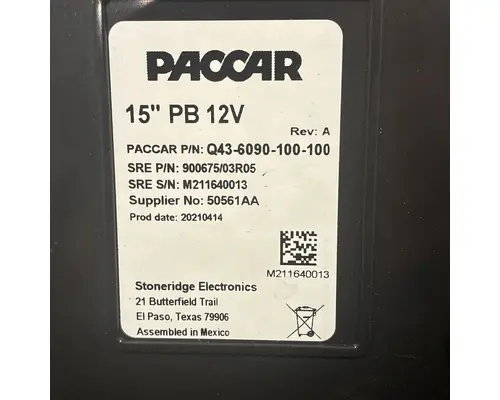 PACCAR
15" PB 12V
Rev: A
PACCAR P/N: Q43-6090-100-100
SRE P/N: 900675/03R05
SRE S/N: M211640013
Supplier No: 50561AA
Prod date: 20210414
M211640013
Stoneridge Electronics
21 Butterfield Trail
El Paso, Texas 79906
Assembled in Mexico